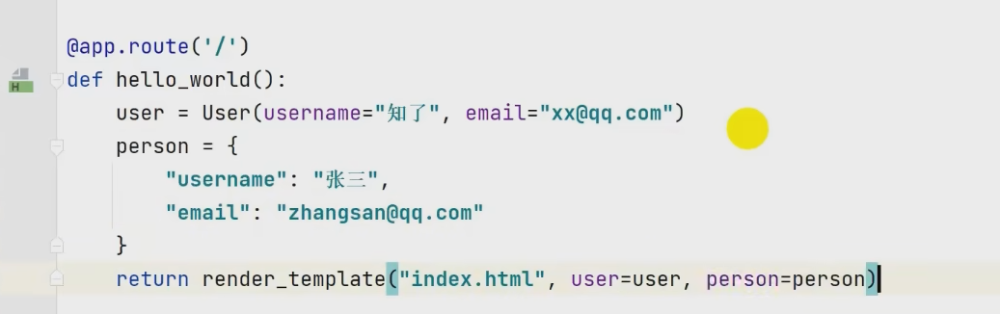 @app.route('/')
def hello_world():
    user = User(username="知了", email="xx@qq.com")
    person = {
        "username": "张三",
        "email": "zhangsan@qq.com"
    }
    return render_template("index.html", user=user, person=person)
H